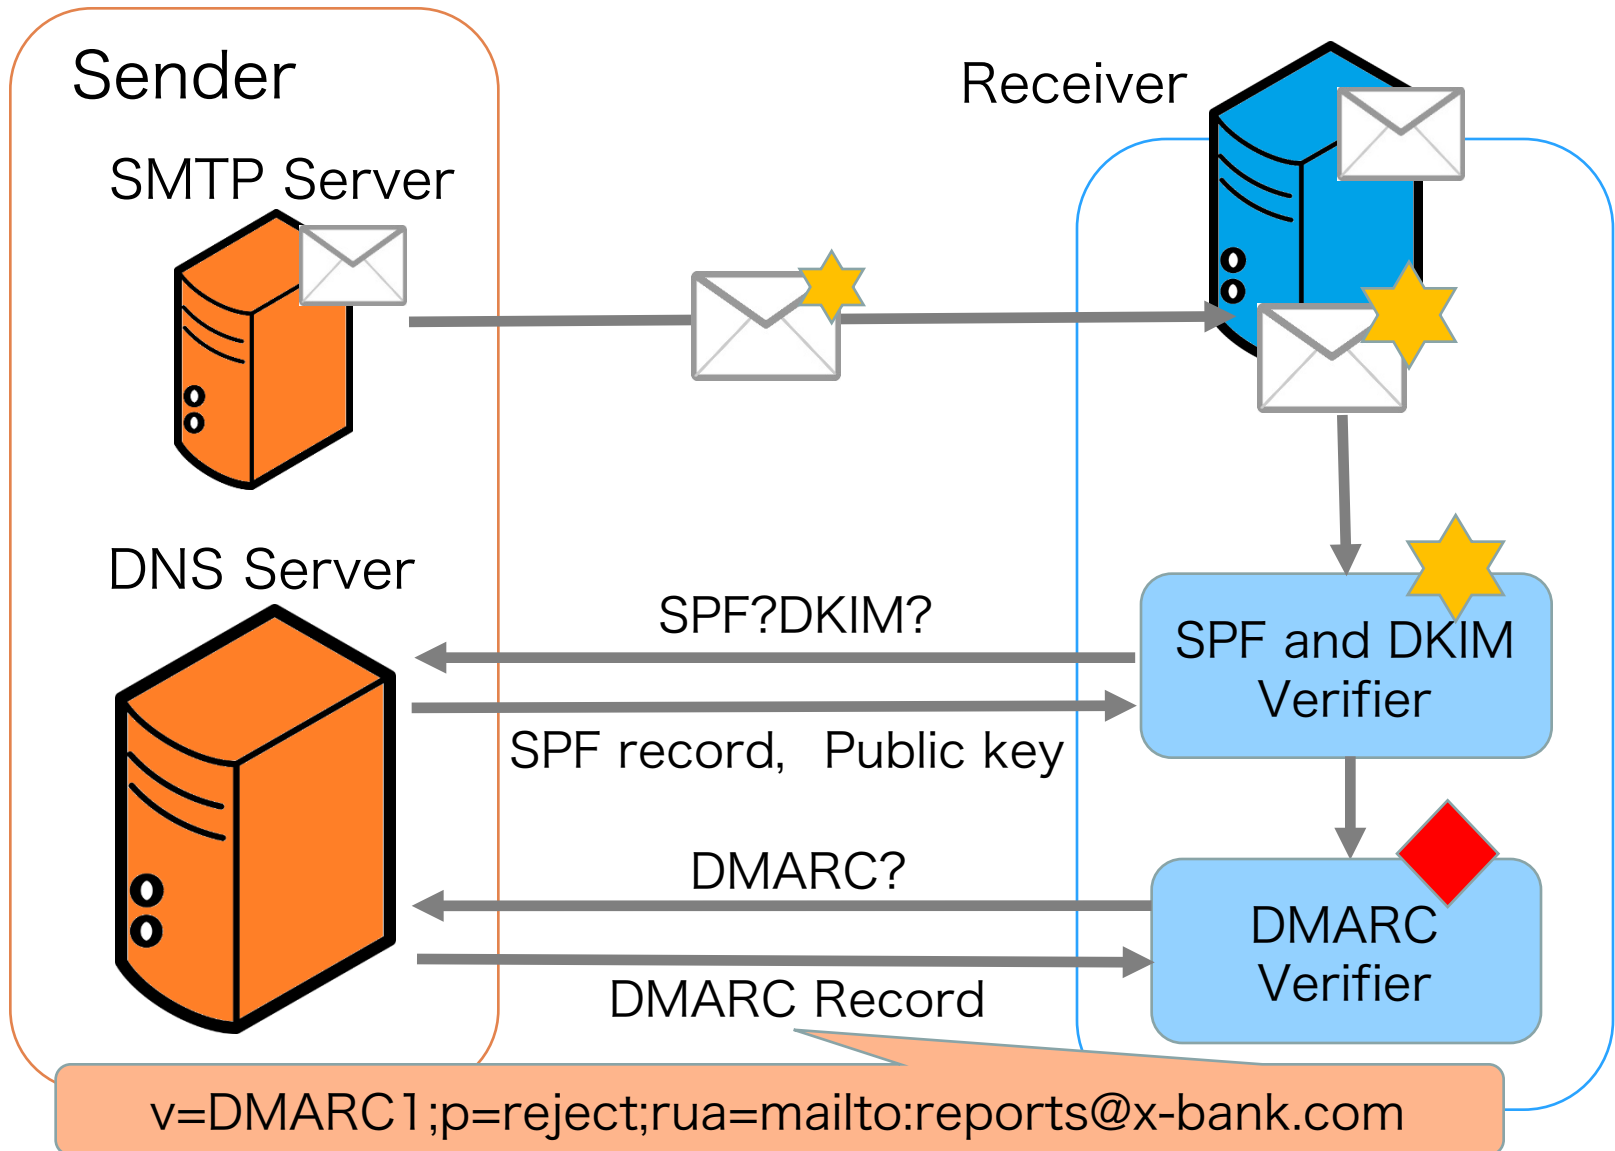 Sender
Receiver
SMTP Server
DNS Server
SPF?DKIM?
SPF and DKIM
Verifier
SPF record, Public key
DMARC?
DMARC
Verifier
DMARC Record
v=DMARC1;p=reject;rua=mailto:reports@x-bank.com